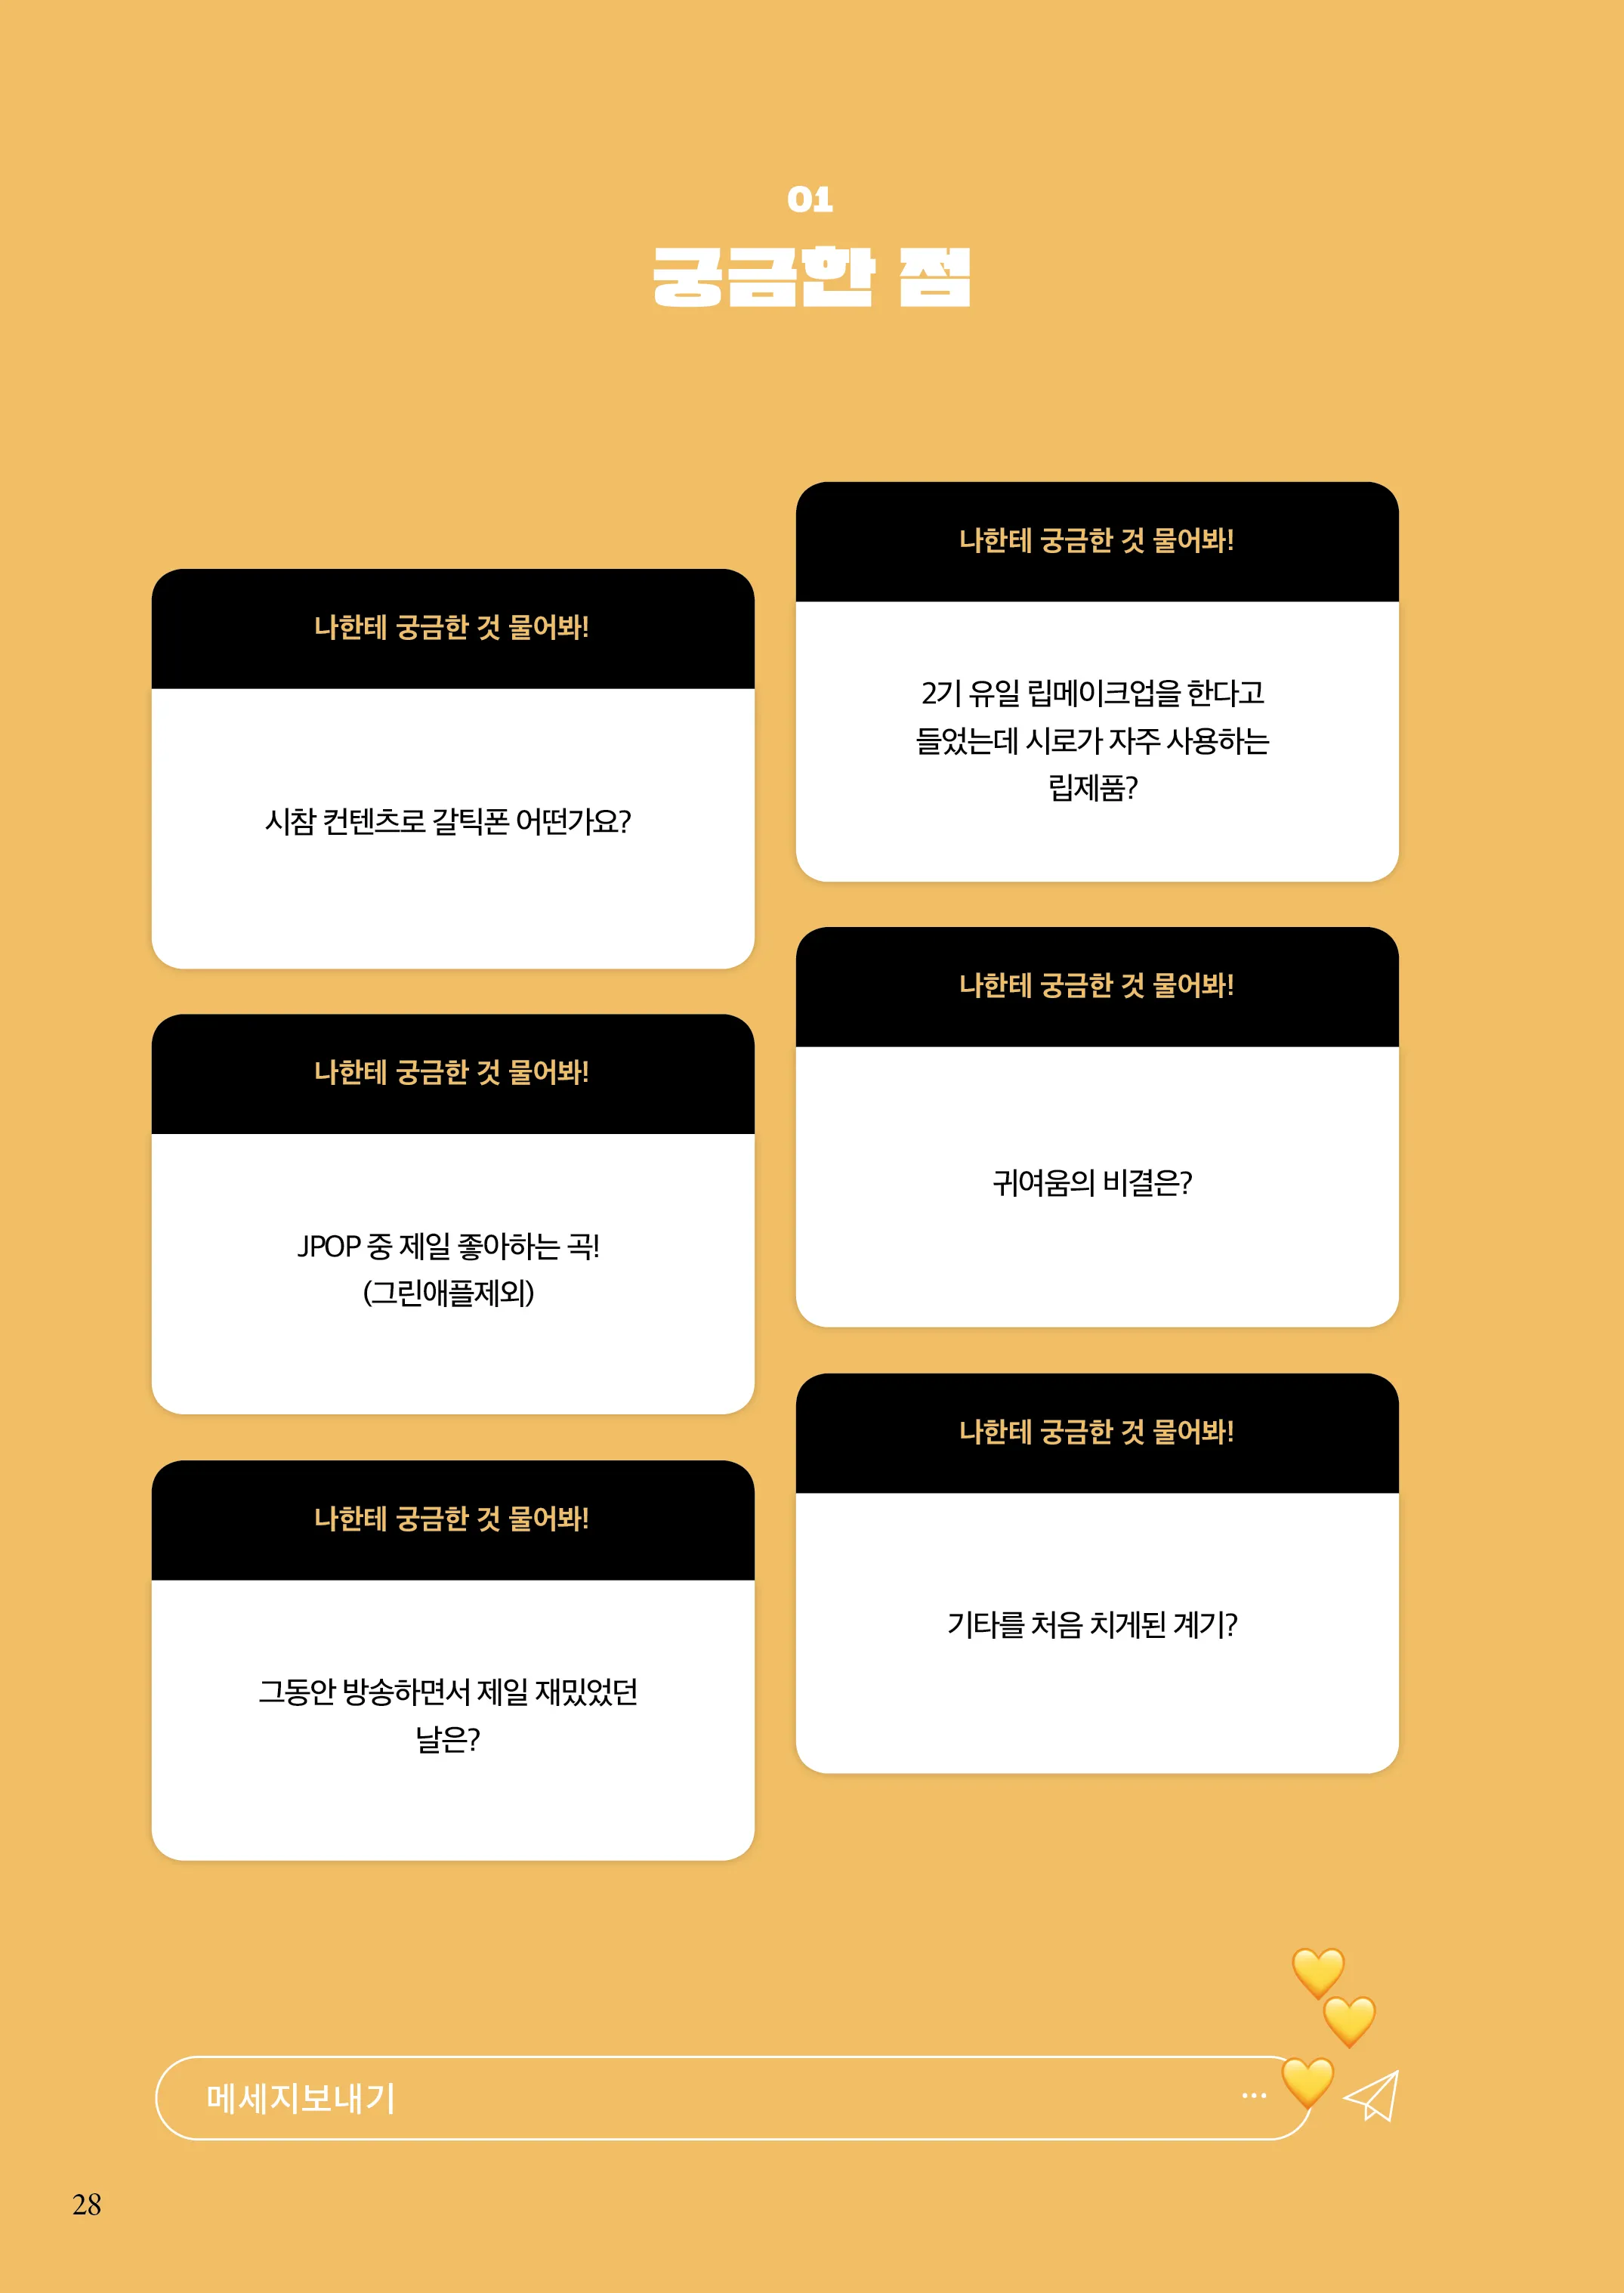 01
궁금한 점
나한테 궁금한 것 물어봐!
시참 컨텐츠로 갈틱폰 어떤가요?
나한테 궁금한 것 물어봐!
JPOP 중 제일 좋아하는 곡!
(그린애플제외)
나한테 궁금한 것 물어봐!
그동안 방송하면서 제일 재밌었던
날은?
나한테 궁금한 것 물어봐!
2기 유일 립메이크업을 한다고
들었는데 시로가 자주 사용하는
립제품?
나한테 궁금한 것 물어봐!
귀여움의 비결은?
나한테 궁금한 것 물어봐!
기타를 처음 치게된 계기?
메세지보내기
...
28